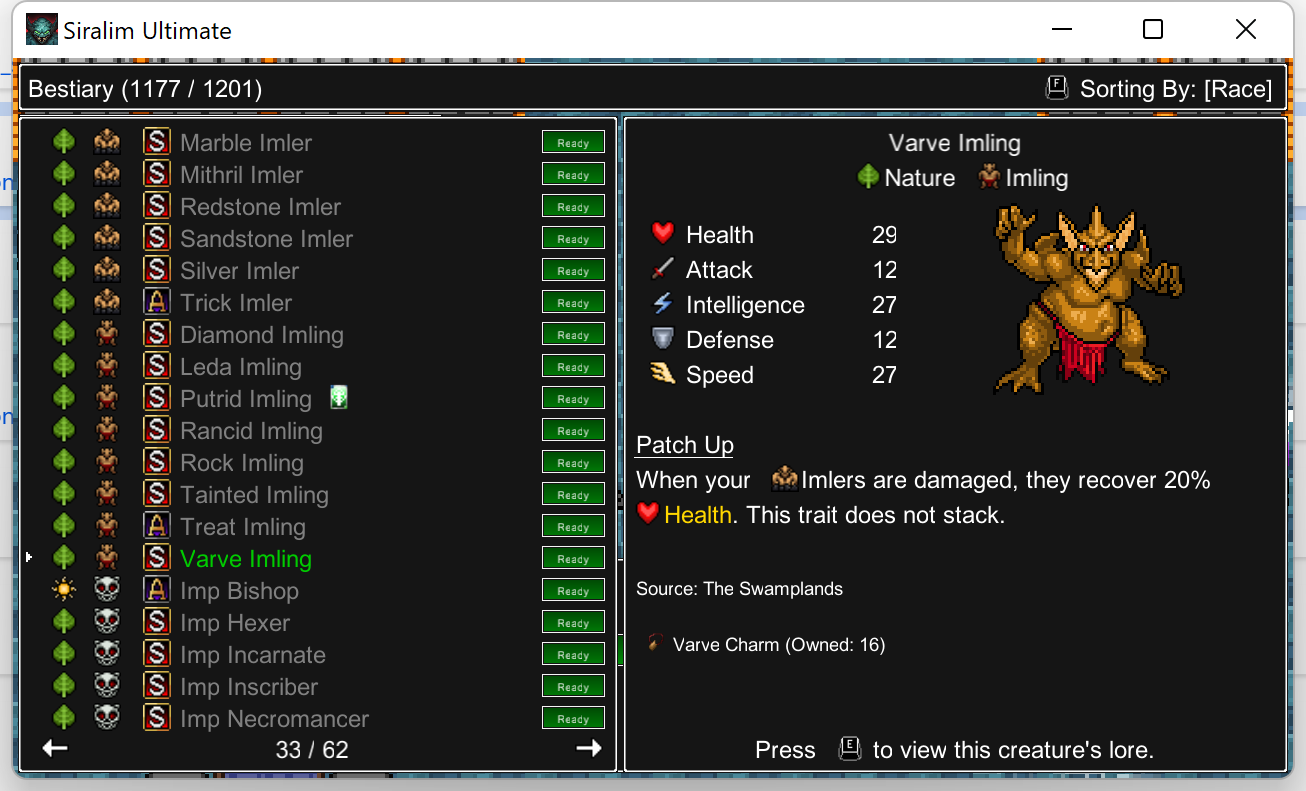 Siralim Ultimate
Bestiary (1177 / 1201)
F Sorting By: [Race]
S Marble Imler Ready
S Mithril Imler Ready
S Redstone Imler Ready
S Sandstone Imler Ready
S Silver Imler Ready
A Trick Imler Ready
S Diamond Imling Ready
S Leda Imling Ready
S Putrid Imling Ready
S Rancid Imling Ready
S Rock Imling Ready
S Tainted Imling Ready
A Treat Imling Ready
S Varve Imling Ready
A Imp Bishop Ready
S Imp Hexer Ready
S Imp Incarnate Ready
S Imp Inscriber Ready
S Imp Necromancer Ready
33 / 62
Varve Imling
Nature Imling
Health 29
Attack 12
Intelligence 27
Defense 12
Speed 27
Patch Up
When your Imlers are damaged, they recover 20%
Health. This trait does not stack.
Source: The Swamplands
Varve Charm (Owned: 16)
Press E to view this creature's lore.